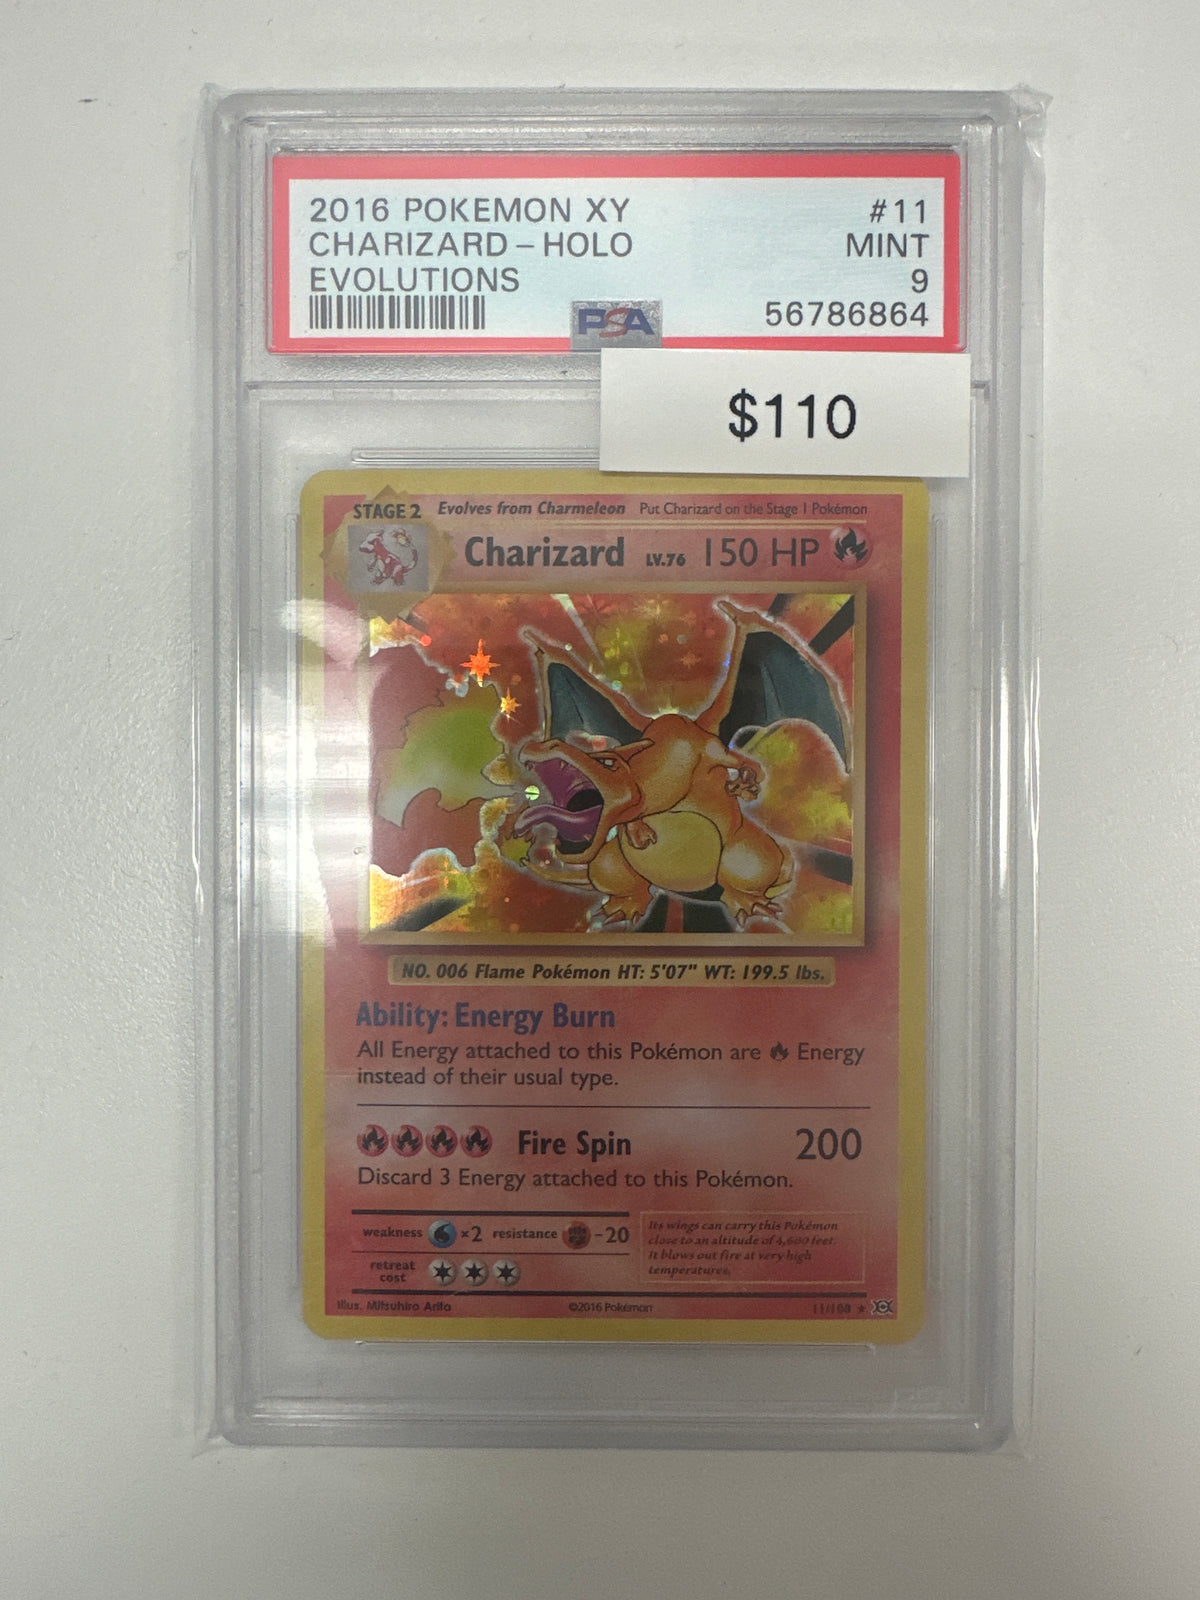 2016 POKEMON XY #11
CHARIZARD - HOLO MINT
EVOLUTIONS 9
PSA 56786864
$110
STAGE 2 Evolves from Charmeleon Put Charizard on the Stage 1 Pokémon
Charizard LV.76 150 HP
NO. 006 Flame Pokémon HT: 5'07" WT: 199.5 lbs.
Ability: Energy Burn
All Energy attached to this Pokémon are Energy
instead of their usual type.
Fire Spin 200
Discard 3 Energy attached to this Pokémon.
weakness ×2 resistance -20
retreat
cost
Its wings can carry this Pokémon
close to an altitude of 4,600 feet.
It blows out fire at very high
temperatures.
Illus. Mitsuhiro Arita ©2016 Pokémon 11/108